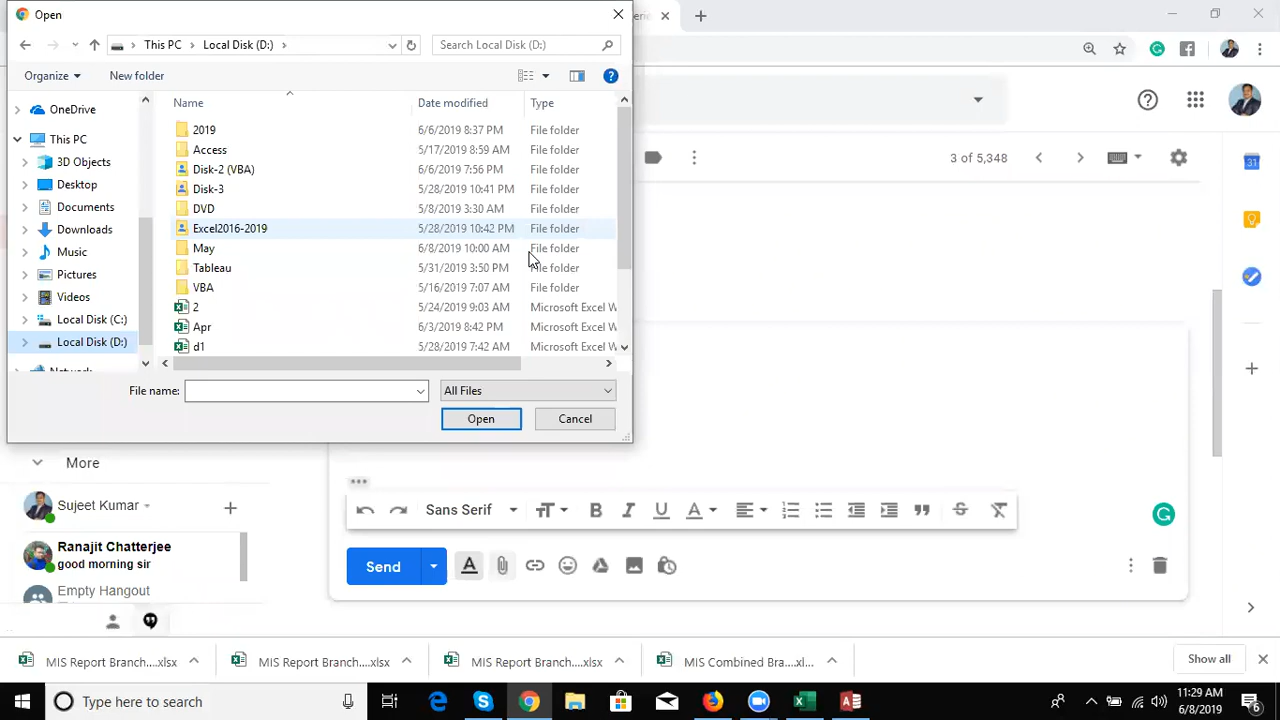 Open
This PC
Local Disk (D:)
Search Local Disk (D:)
Organize
New folder
Name
Date modified
Type
OneDrive
This PC
3D Objects
Desktop
Documents
Downloads
Music
Pictures
Videos
Local Disk (C:)
Local Disk (D:)
2019 6/6/2019 8:37 PM File folder
Access 5/17/2019 8:59 AM File folder
Disk-2 (VBA) 6/6/2019 7:56 PM File folder
Disk-3 5/28/2019 10:41 PM File folder
DVD 5/8/2019 3:30 AM File folder
Excel2016-2019 5/28/2019 10:42 PM File folder
May 6/8/2019 10:00 AM File folder
Tableau 5/31/2019 3:50 PM File folder
VBA 5/16/2019 7:07 AM File folder
2 5/24/2019 9:03 AM Microsoft Excel W
Apr 6/3/2019 8:42 PM Microsoft Excel W
d1 5/28/2019 7:42 AM Microsoft Excel W
File name:
All Files
Open
Cancel
3 of 5,348
31
More
Sujeet Kumar
Ranajit Chatterjee
good morning sir
Empty Hangout
Sans Serif
Send
MIS Report Branch....xlsx
MIS Report Branch....xlsx
MIS Report Branch....xlsx
MIS Combined Bra....xl...
Show all
Type here to search
11:29 AM
6/8/2019
6